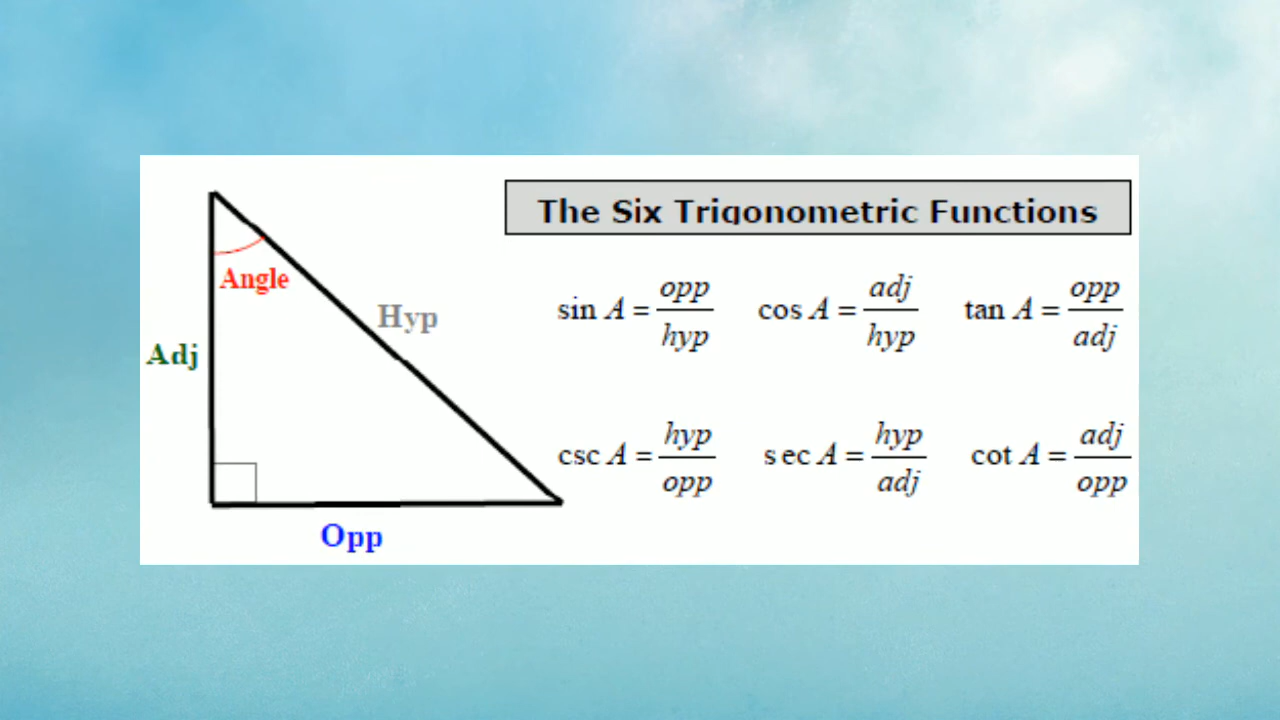 The Six Trigonometric Functions
Angle
Hyp
Adj
Opp
sin A = opp/hyp cos A = adj/hyp tan A = opp/adj
csc A = hyp/opp sec A = hyp/adj cot A = adj/opp